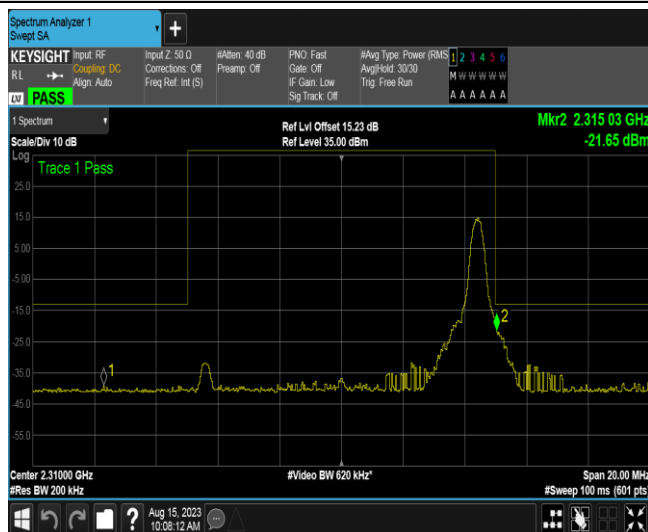 Spectrum Analyzer 1
Swept SA
+
KEYSIGHT
RL
LXI PASS
Input: RF
Coupling: DC
Align: Auto
Input Z: 50 Ω
Corrections: Off
Freq Ref: Int (S)
#Atten: 40 dB
Preamp: Off
PNO: Fast
Gate: Off
IF Gain: Low
Sig Track: Off
#Avg Type: Power (RMS
Avg|Hold: 30/30
Trig: Free Run
1 2 3 4 5 6
M W W W W W
A A A A A A
1 Spectrum
Scale/Div 10 dB
Ref Lvl Offset 15.23 dB
Ref Level 35.00 dBm
Mkr2 2.315 03 GHz
-21.65 dBm
Log
Trace 1 Pass
25.0
15.0
5.00
-5.00
-15.0
-25.0
-35.0
-45.0
-55.0
1
2
Center 2.31000 GHz
#Res BW 200 kHz
#Video BW 620 kHz*
Span 20.00 MHz
#Sweep 100 ms (601 pts)
?
Aug 15, 2023
10:08:12 AM